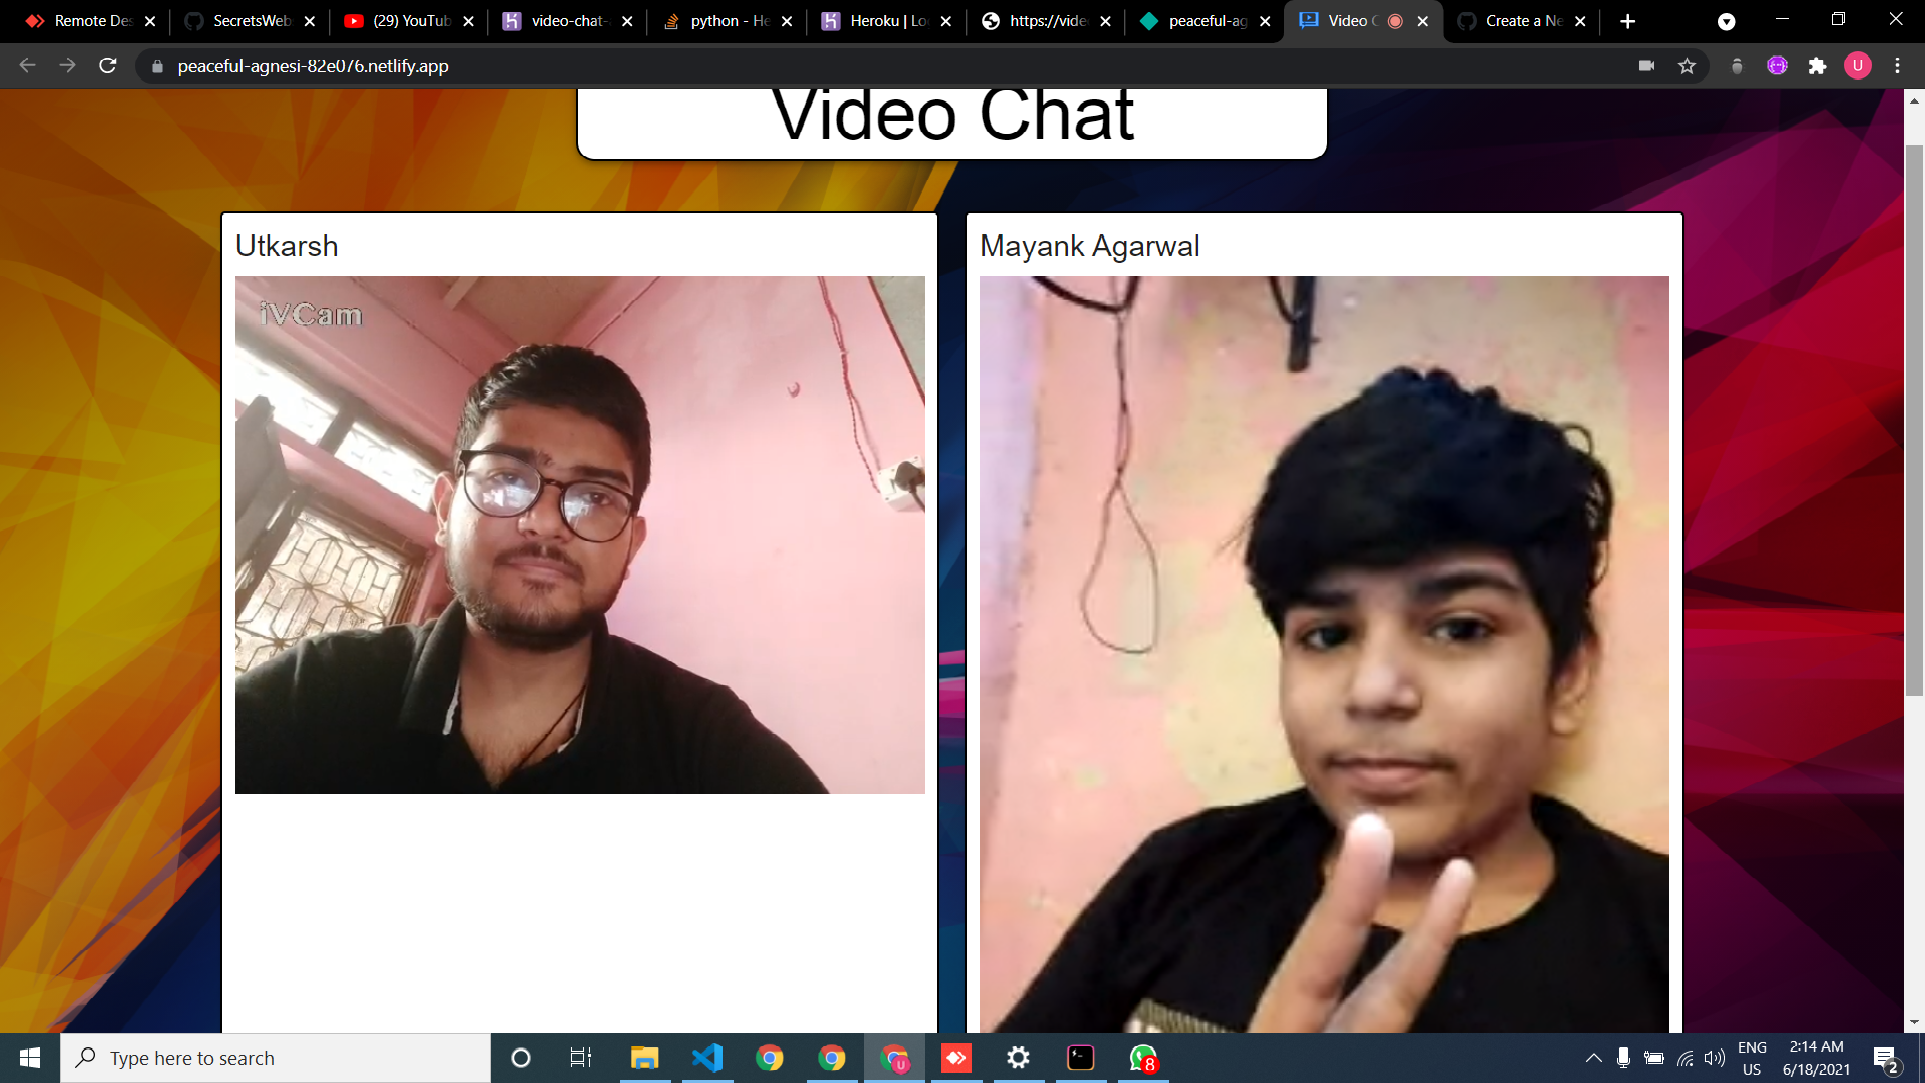 Remote Des
SecretsWeb
(29) YouTub
video-chat-
python - He
Heroku | Lo
https://vide
peaceful-ag
Video C
Create a Ne
peaceful-agnesi-82e076.netlify.app
U
Video Chat
Utkarsh
Mayank Agarwal
iVCam
Type here to search
U
8
ENG
US
2:14 AM
6/18/2021
2